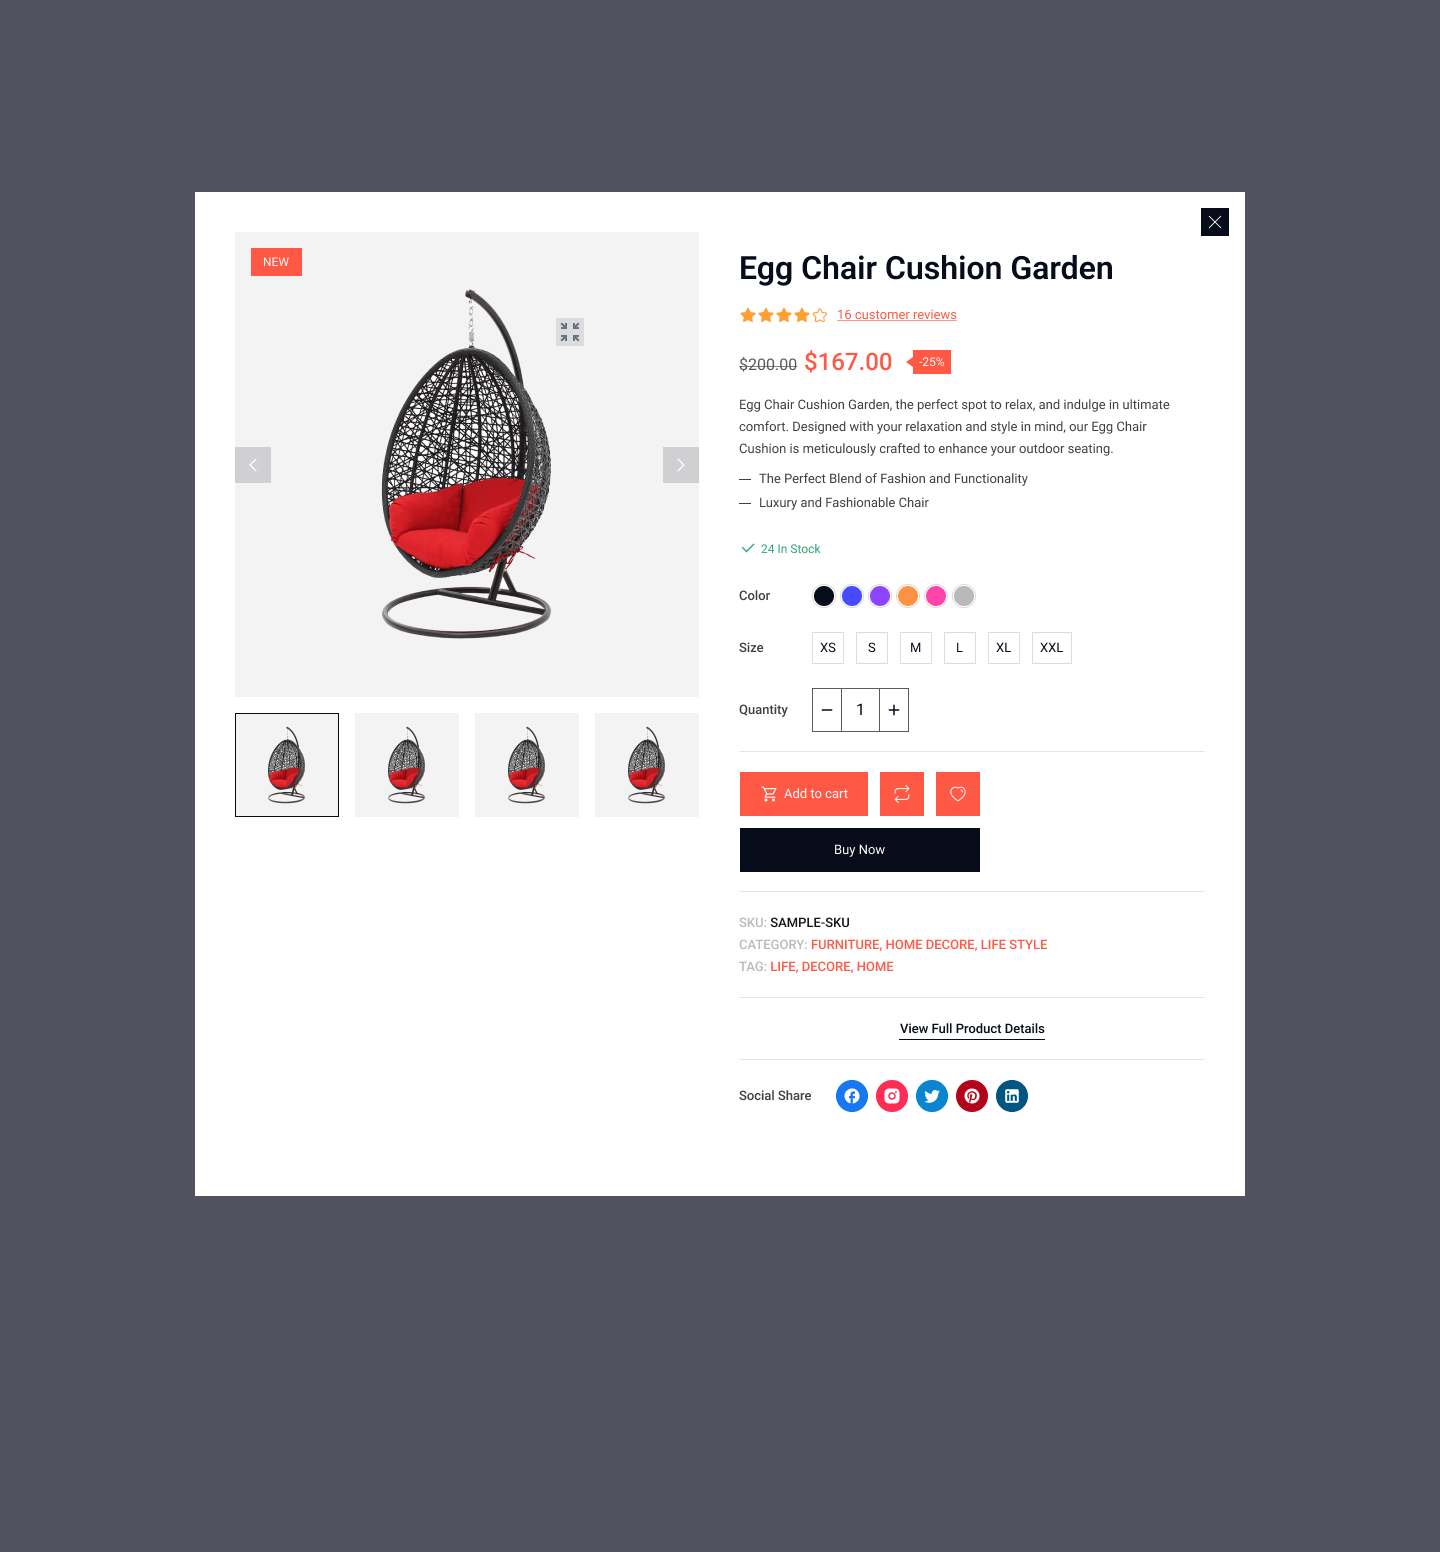 NEW
Egg Chair Cushion Garden
16 customer reviews
$200.00 $167.00 -25%
Egg Chair Cushion Garden, the perfect spot to relax, and indulge in ultimate
comfort. Designed with your relaxation and style in mind, our Egg Chair
Cushion is meticulously crafted to enhance your outdoor seating.
— The Perfect Blend of Fashion and Functionality
— Luxury and Fashionable Chair
24 In Stock
Color
Size XS S M L XL XXL
Quantity − 1 +
Add to cart
Buy Now
SKU: SAMPLE-SKU
CATEGORY: FURNITURE, HOME DECORE, LIFE STYLE
TAG: LIFE, DECORE, HOME
View Full Product Details
Social Share